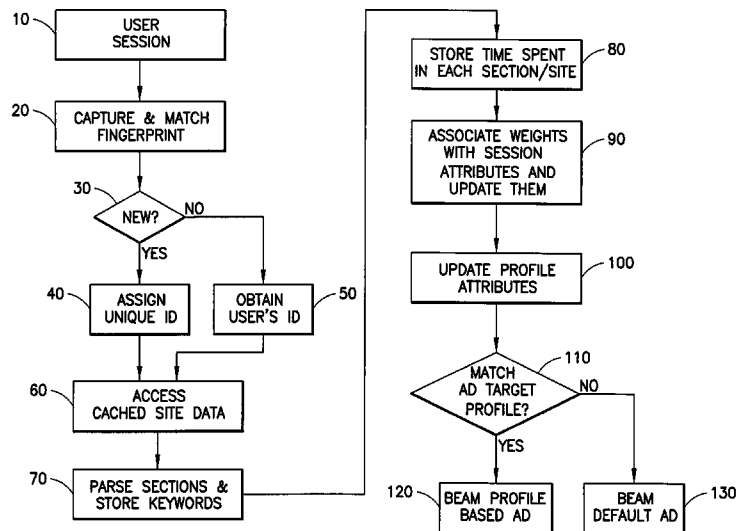 10
USER
SESSION
20
CAPTURE & MATCH
FINGERPRINT
30
NEW?
NO
YES
40
ASSIGN
UNIQUE ID
OBTAIN
USER'S ID
50
60
ACCESS
CACHED SITE DATA
70
PARSE SECTIONS &
STORE KEYWORDS
STORE TIME SPENT
IN EACH SECTION/SITE
80
ASSOCIATE WEIGHTS
WITH SESSION
ATTRIBUTES AND
UPDATE THEM
90
UPDATE PROFILE
ATTRIBUTES
100
MATCH
AD TARGET
PROFILE?
110
NO
YES
120
BEAM PROFILE
BASED AD
BEAM
DEFAULT AD
130